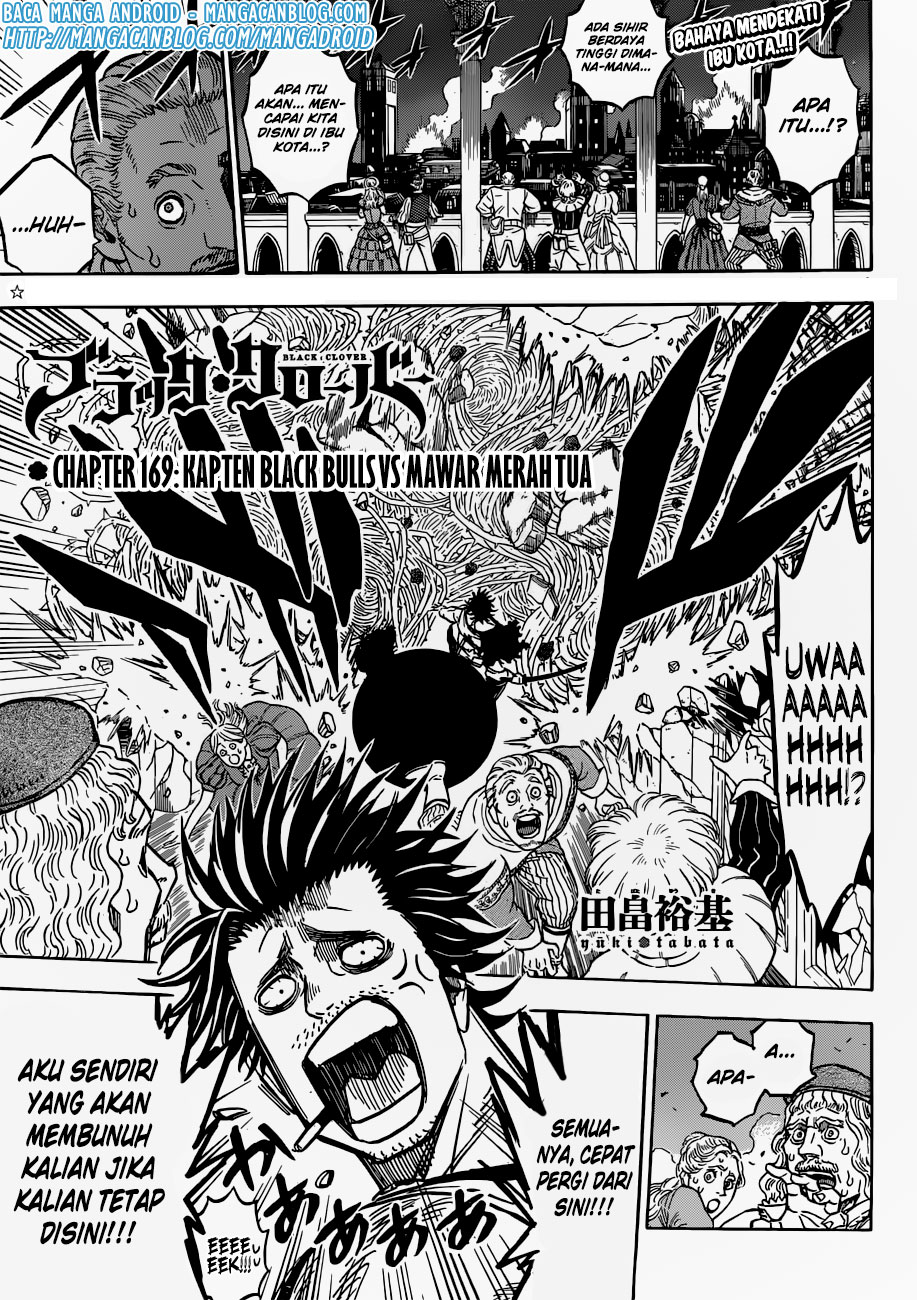 BACA MANGA ANDROID - MANGACANBLOG.COM
HTTP://MANGACANBLOG.COM/MANGADROID
BAHAYA MENDEKATI
IBU KOTA..!!!
APA
ITU...!?
ADA SIHIR
BERDAYA
TINGGI DIMA-
NA-MANA...
APA ITU
AKAN... MEN-
CAPAI KITA
DISINI DI IBU
KOTA...?
...HUH-
☆
BLACK CLOVER
ブラッククローバー
CHAPTER 169: KAPTEN BLACK BULLS VS MAWAR MERAH TUA
UWAA
AAAAA
AAAAA
HHHH
HHH!?
田畠裕基
yūki tabata
A...
APA-
SEMUA-
NYA, CEPAT
PERGI DARI
SINI!!!
あ゛ああああ
EEEE
EEK!!!
AKU SENDIRI
YANG AKAN
MEMBUNUH
KALIAN JIKA
KALIAN TETAP
DISINI!!!